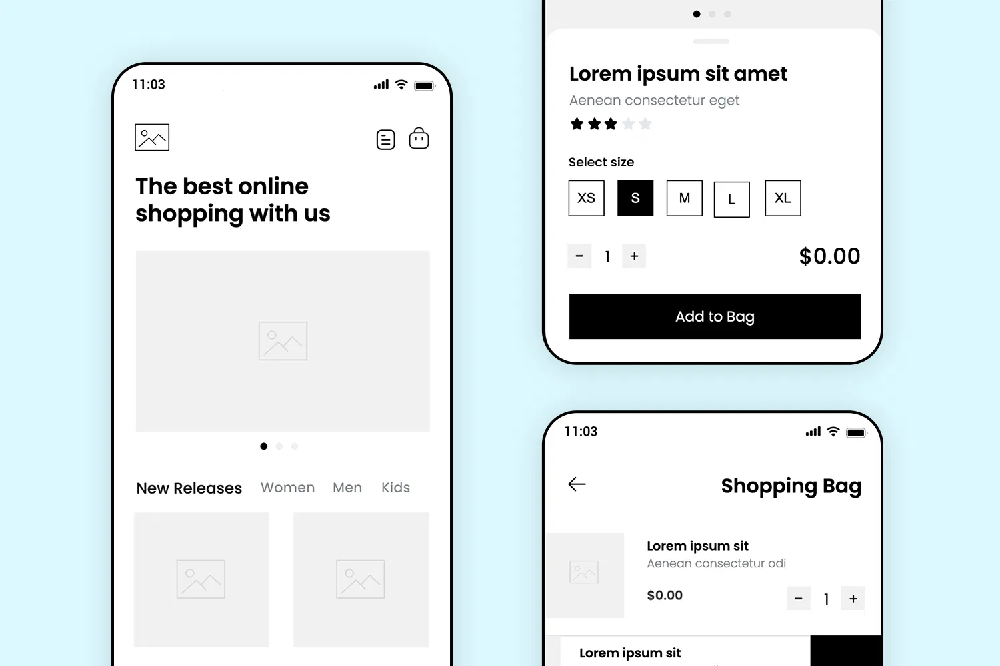 11:03
The best online
shopping with us
New Releases Women Men Kids
Lorem ipsum sit amet
Aenean consectetur eget
Select size
XS S M L XL
− 1 + $0.00
Add to Bag
11:03
Shopping Bag
Lorem ipsum sit
Aenean consectetur odi
$0.00 − 1 +
Lorem ipsum sit